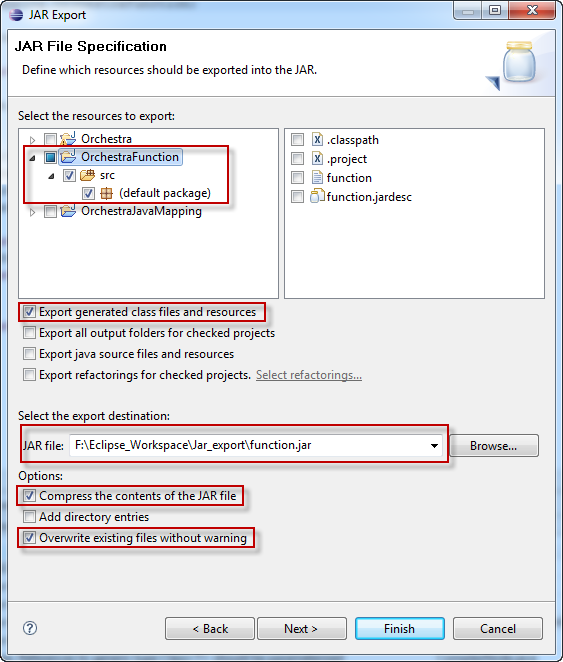 JAR Export
JAR File Specification
Define which resources should be exported into the JAR.
Select the resources to export:
Orchestra
OrchestraFunction
src
(default package)
OrchestraJavaMapping
.classpath
.project
function
function.jardesc
Export generated class files and resources
Export all output folders for checked projects
Export java source files and resources
Export refactorings for checked projects. Select refactorings...
Select the export destination:
JAR file: F:\Eclipse_Workspace\Jar_export\function.jar Browse...
Options:
Compress the contents of the JAR file
Add directory entries
Overwrite existing files without warning
? < Back Next > Finish Cancel